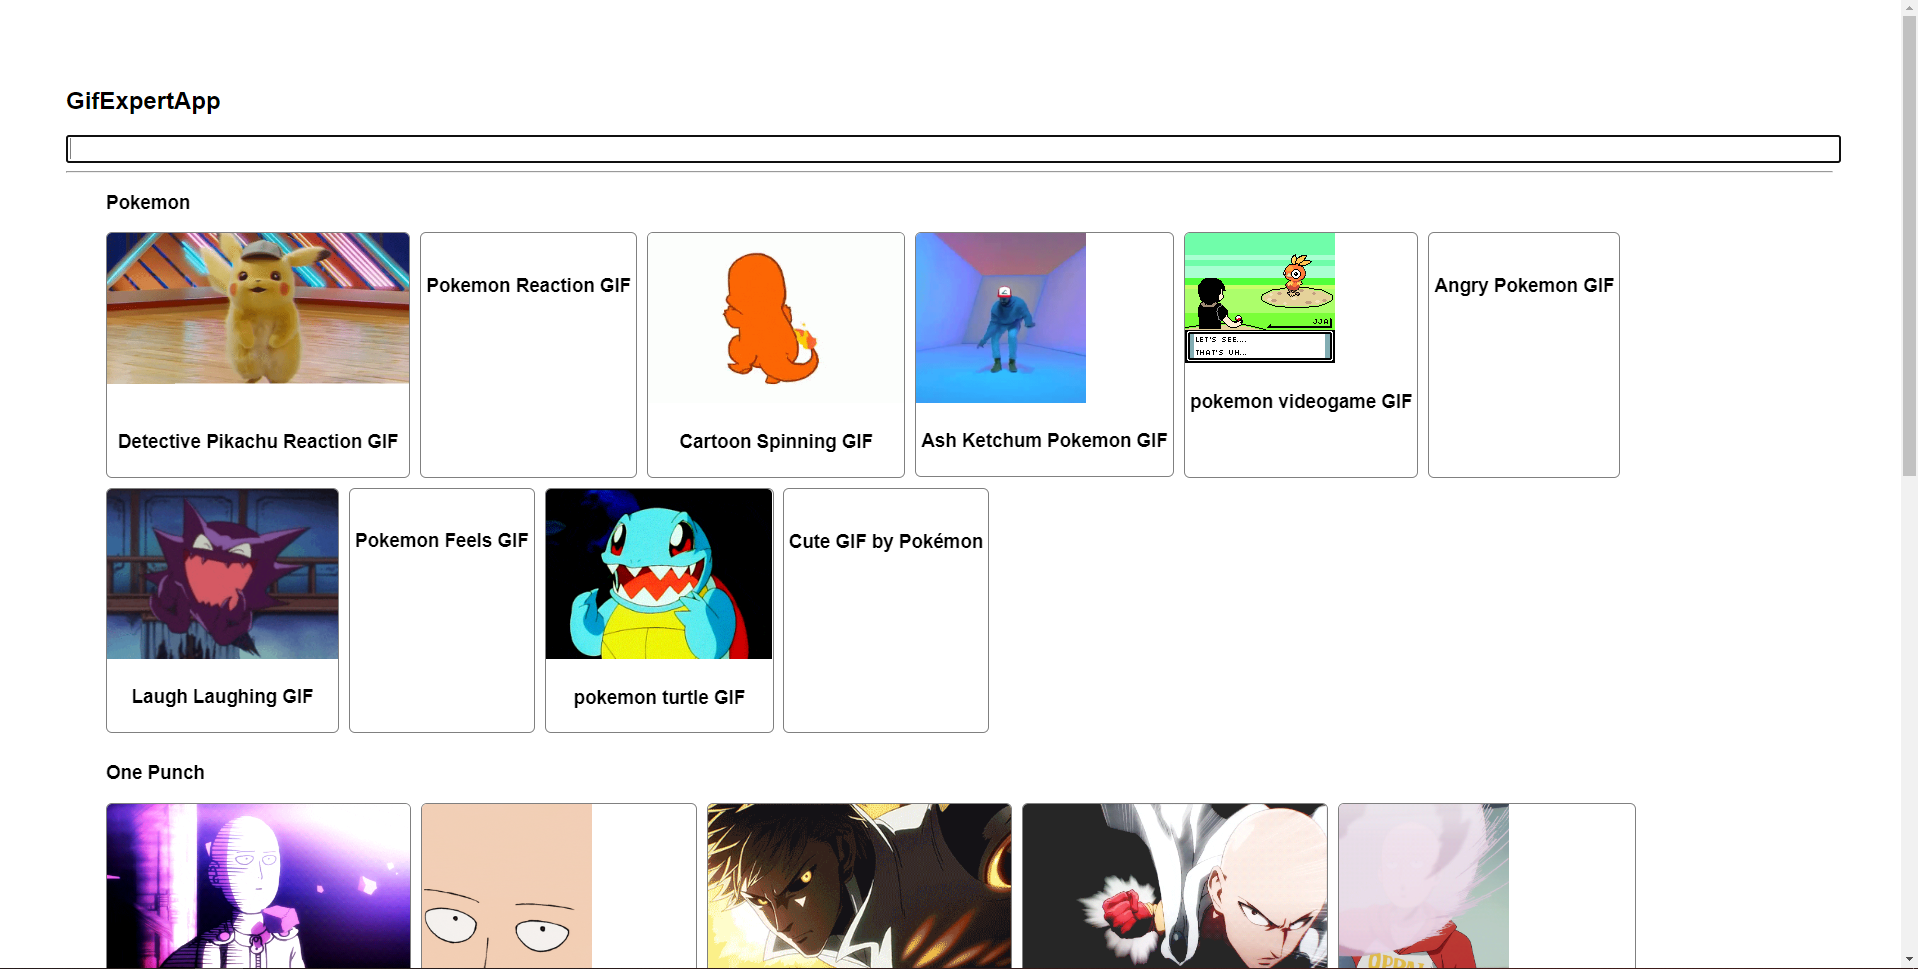 GifExpertApp
Pokemon
Detective Pikachu Reaction GIF
Pokemon Reaction GIF
Cartoon Spinning GIF
Ash Ketchum Pokemon GIF
JJA
LET'S SEE....
THAT'S UH...
pokemon videogame GIF
Angry Pokemon GIF
Laugh Laughing GIF
Pokemon Feels GIF
pokemon turtle GIF
Cute GIF by Pokémon
One Punch
OPPAI